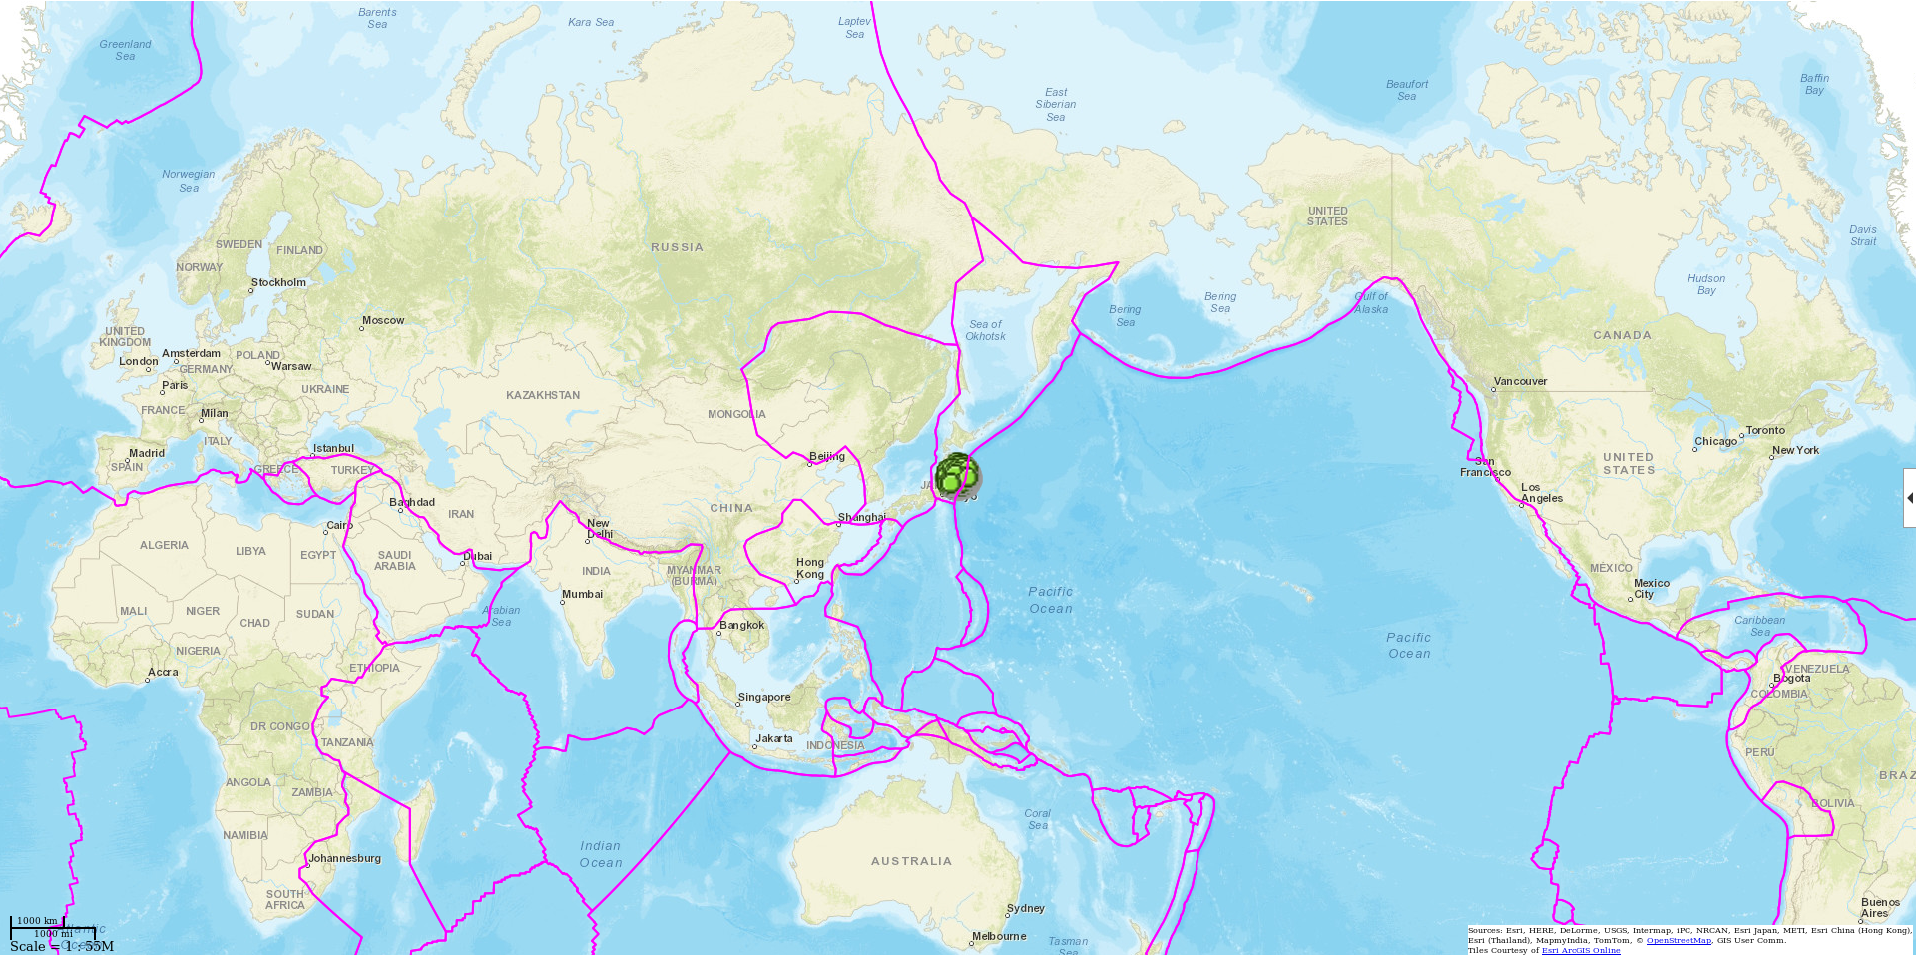 Barents
Sea
Kara Sea
Laptev
Sea
Greenland
Sea
East
Siberian
Sea
Beaufort
Sea
Baffin
Bay
Norwegian
Sea
UNITED
STATES
Davis
Strait
SWEDEN
FINLAND
NORWAY
RUSSIA
Stockholm
Hudson
Bay
Bering
Sea
Bering
Sea
Gulf of
Alaska
Moscow
Sea of
Okhotsk
CANADA
UNITED
KINGDOM
Amsterdam
London
POLAND
GERMANY
Warsaw
Paris
UKRAINE
Vancouver
KAZAKHSTAN
FRANCE
Milan
MONGOLIA
ITALY
Istanbul
Toronto
Chicago
New York
Madrid
SPAIN
GREECE
TURKEY
Beijing
San
Francisco
UNITED
STATES
Los
Angeles
Baghdad
IRAN
CHINA
Shanghai
Cairo
New
Delhi
ALGERIA
LIBYA
EGYPT
SAUDI
ARABIA
Dubai
INDIA
MYANMAR
(BURMA)
Hong
Kong
MÉXICO
Mexico
City
Mumbai
Pacific
Ocean
MALI
NIGER
SUDAN
CHAD
Arabian
Sea
Bangkok
Caribbean
Sea
Pacific
Ocean
NIGERIA
Accra
ETHIOPIA
VENEZUELA
Bogota
COLOMBIA
Singapore
DR CONGO
TANZANIA
Jakarta
INDONESIA
PERU
BRAZ
ANGOLA
ZAMBIA
BOLIVIA
NAMIBIA
Coral
Sea
Indian
Ocean
Johannesburg
AUSTRALIA
SOUTH
AFRICA
Sydney
Buenos
Aires
Melbourne
Tasman
Sea
1000 km
1000 mi
Scale = 1 : 55M
Sources: Esri, HERE, DeLorme, USGS, Intermap, iPC, NRCAN, Esri Japan, METI, Esri China (Hong Kong),
Esri (Thailand), MapmyIndia, TomTom, © OpenStreetMap, GIS User Comm.
Tiles Courtesy of Esri ArcGIS Online